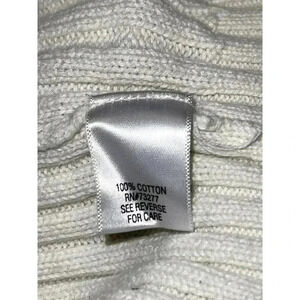 100% COTTON
RN#73277
SEE REVERSE
FOR CARE